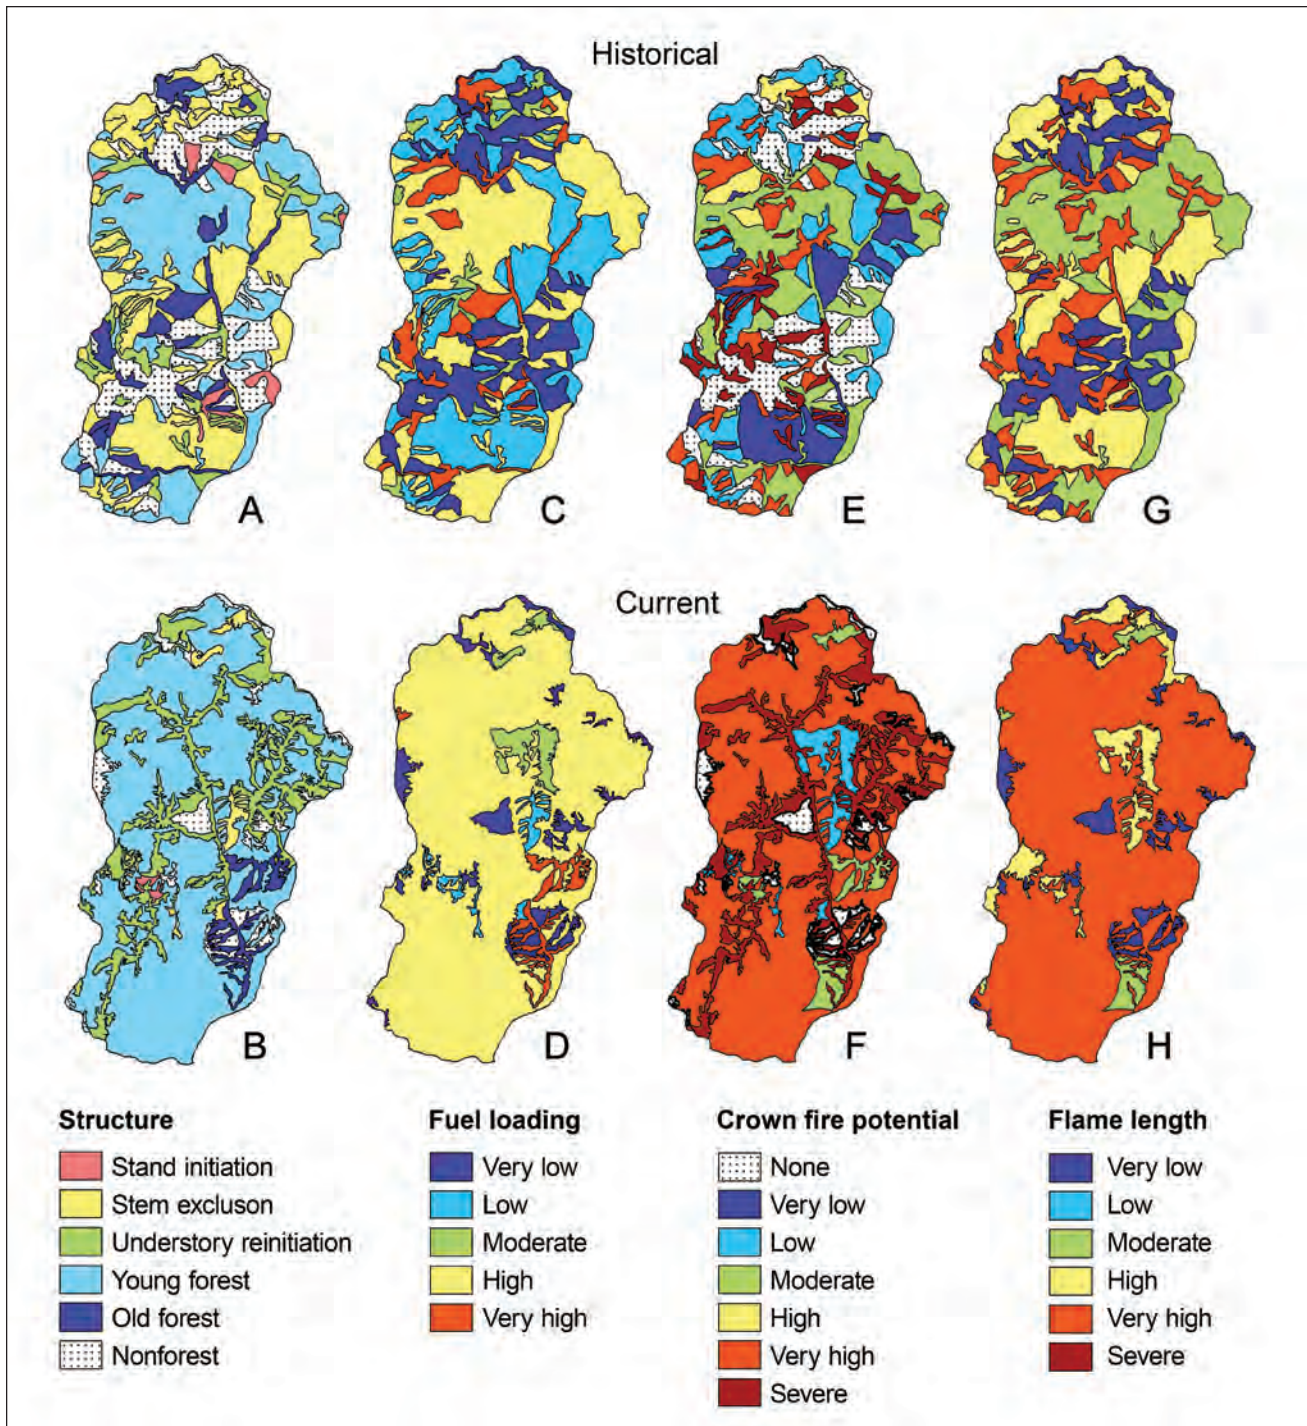 Historical
A
C
E
G
Current
B
D
F
H
Structure
Stand initiation
Stem excluson
Understory reinitiation
Young forest
Old forest
Nonforest
Fuel loading
Very low
Low
Moderate
High
Very high
Crown fire potential
None
Very low
Low
Moderate
High
Very high
Severe
Flame length
Very low
Low
Moderate
High
Very high
Severe